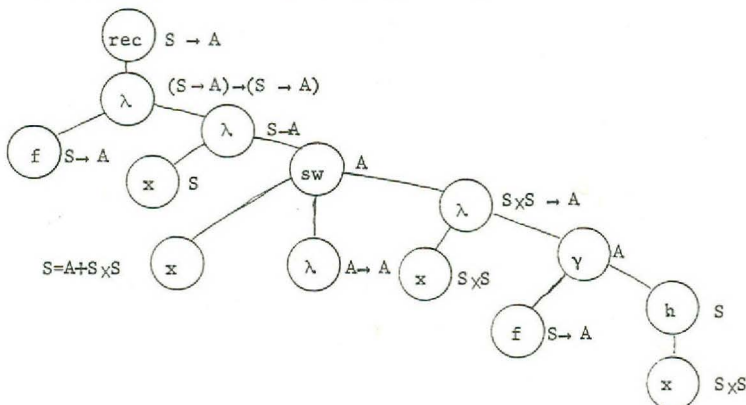 rec S → A
λ (S → A)→(S → A)
λ S→A
f S→ A
x S
sw A
λ S×S → A
S=A+S×S x
λ A→ A
x S×S
γ A
h S
f S→ A
x S×S